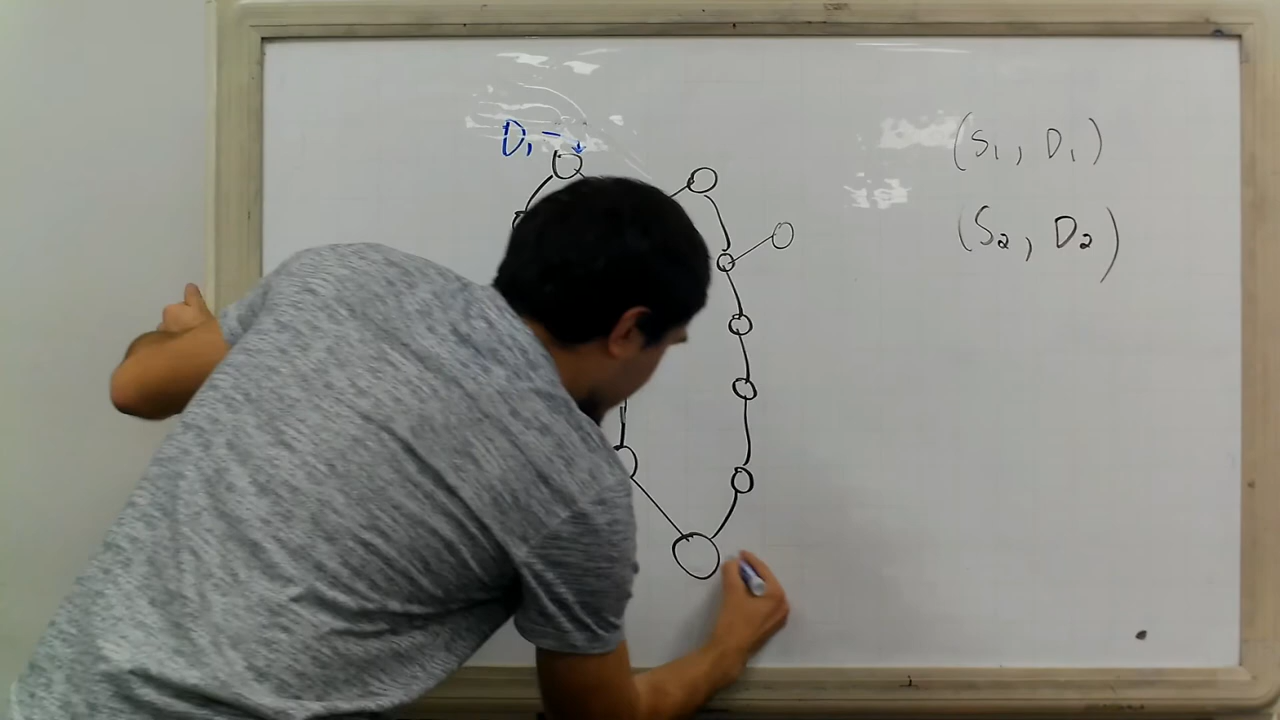 D₁
(S₁, D₁)
(S₂, D₂)